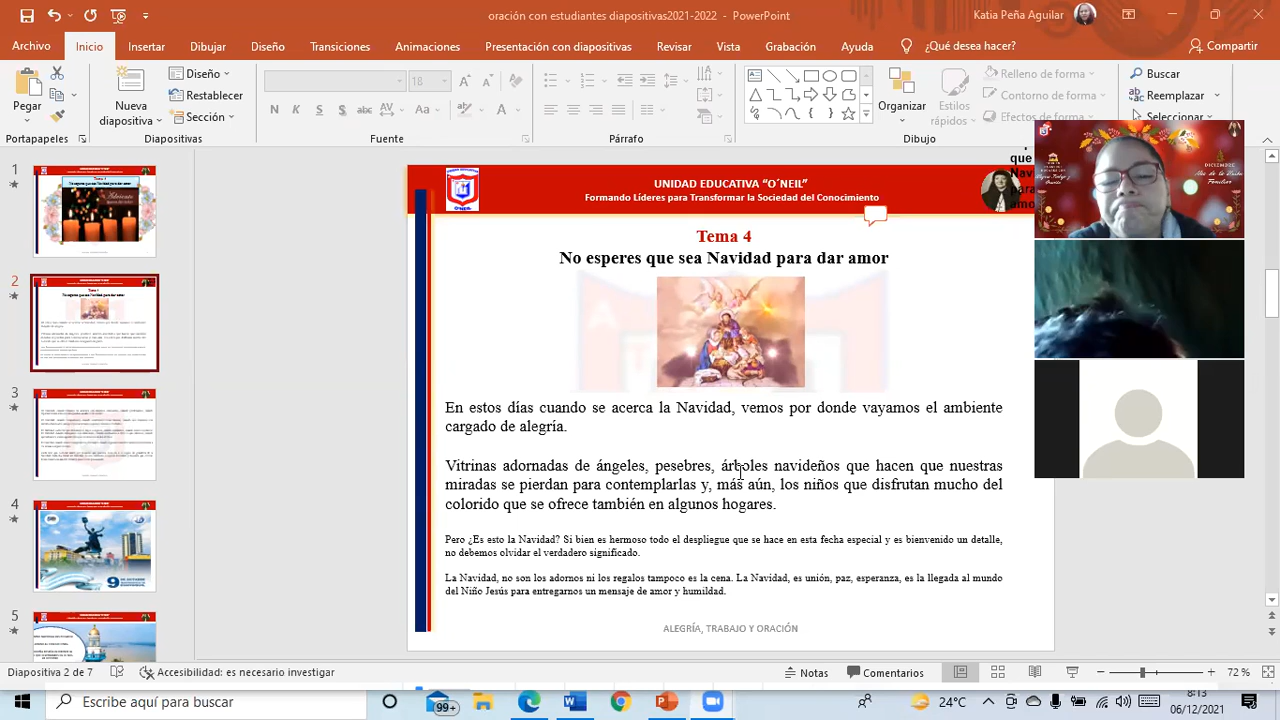 oración con estudiantes diapositivas2021-2022 - PowerPoint
Katia Peña Aguilar
Archivo Inicio Insertar Dibujar Diseño Transiciones Animaciones Presentación con diapositivas Revisar Vista Grabación Ayuda ¿Qué desea hacer? Compartir
Pegar
Nueva diapositiva
Diseño
Restablecer
Sección
18
Organizar
Estilos rápidos
Relleno de forma
Contorno de forma
Efectos de forma
Buscar
Reemplazar
Seleccionar
Portapapeles Diapositivas Fuente Párrafo Dibujo
1
2
3
4
5
UNIDAD EDUCATIVA "O´NEIL"
Formando Líderes para Transformar la Sociedad del Conocimiento
Tema 4
No esperes que sea Navidad para dar amor
En estos días cuando se acerca la Navidad, vemos por donde vayamos el ambiente
cargado de alegría.
Vitrinas adornadas de ángeles, pesebres, árboles navideños que hacen que nuestras
miradas se pierdan para contemplarlas y, más aún, los niños que disfrutan mucho del
colorido que se ofrece también en algunos hogares.
Pero ¿Es esto la Navidad? Si bien es hermoso todo el despliegue que se hace en esta fecha especial y es bienvenido un detalle,
no debemos olvidar el verdadero significado.
La Navidad, no son los adornos ni los regalos tampoco es la cena. La Navidad, es unión, paz, esperanza, es la llegada al mundo
del Niño Jesús para entregarnos un mensaje de amor y humildad.
ALEGRÍA, TRABAJO Y ORACIÓN
que
DICIEMBRE
Diapositiva 2 de 7
Accesibilidad: es necesario investigar
Notas
Comentarios
72 %
Escribe aquí para buscar
99+
24°C
8:13
06/12/2021